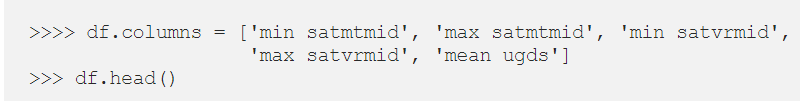 >>>> df.columns = ['min satmtmid', 'max satmtmid', 'min satvrmid',
'max satvrmid', 'mean ugds']
>>> df.head()